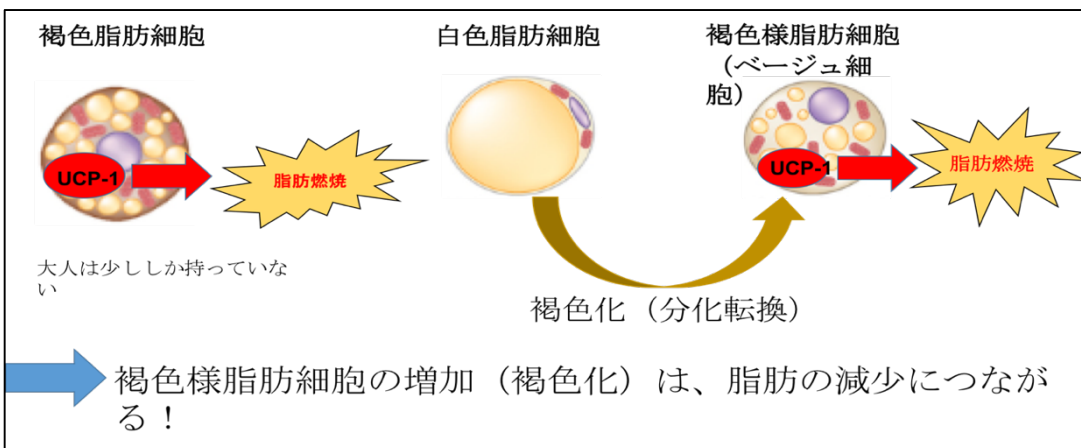 褐色脂肪細胞
白色脂肪細胞
褐色様脂肪細胞
（ベージュ細
胞）
UCP-1
脂肪燃焼
UCP-1
脂肪燃焼
大人は少ししか持っていな
い
褐色化（分化転換）
褐色様脂肪細胞の増加（褐色化）は、脂肪の減少につなが
る！